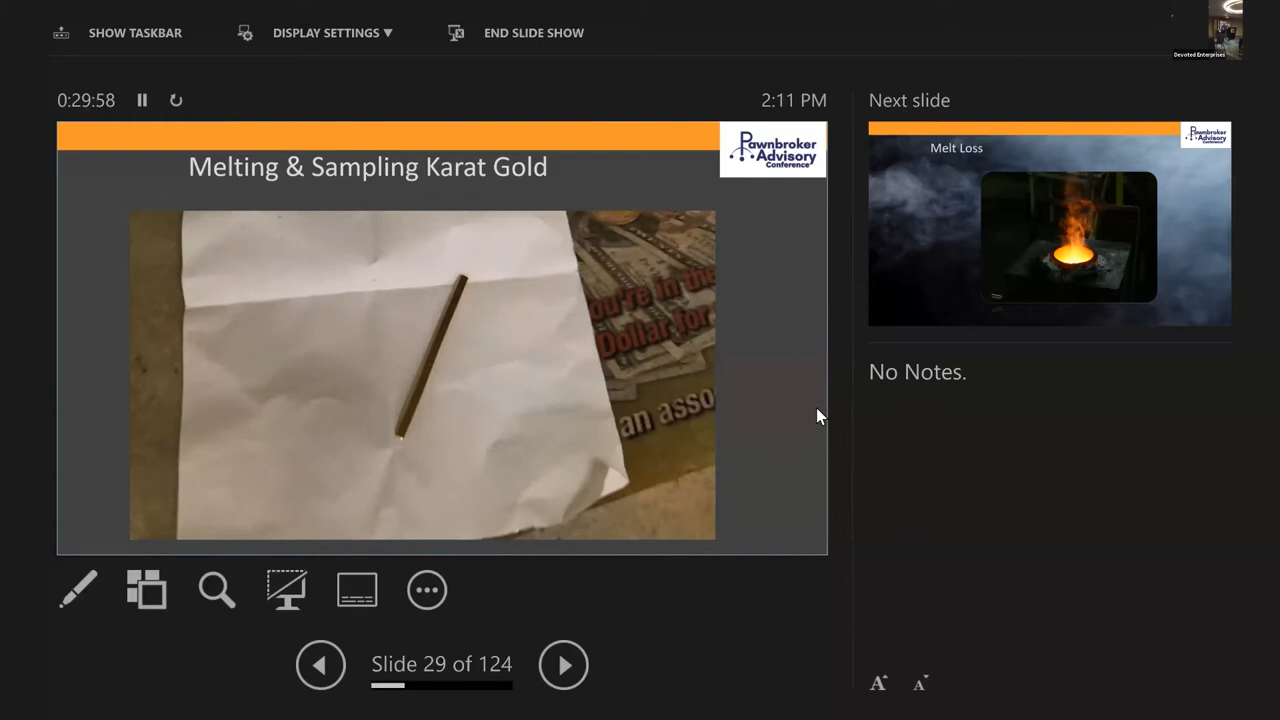 SHOW TASKBAR
DISPLAY SETTINGS ▼
END SLIDE SHOW
Devoted Enterprises
0:29:58
2:11 PM
Next slide
Melting & Sampling Karat Gold
Pawnbroker
Advisory
Conference
ou're in the
Dollar for
an asso
Melt Loss
Pawnbroker
Advisory
Conference
No Notes.
Slide 29 of 124
A A